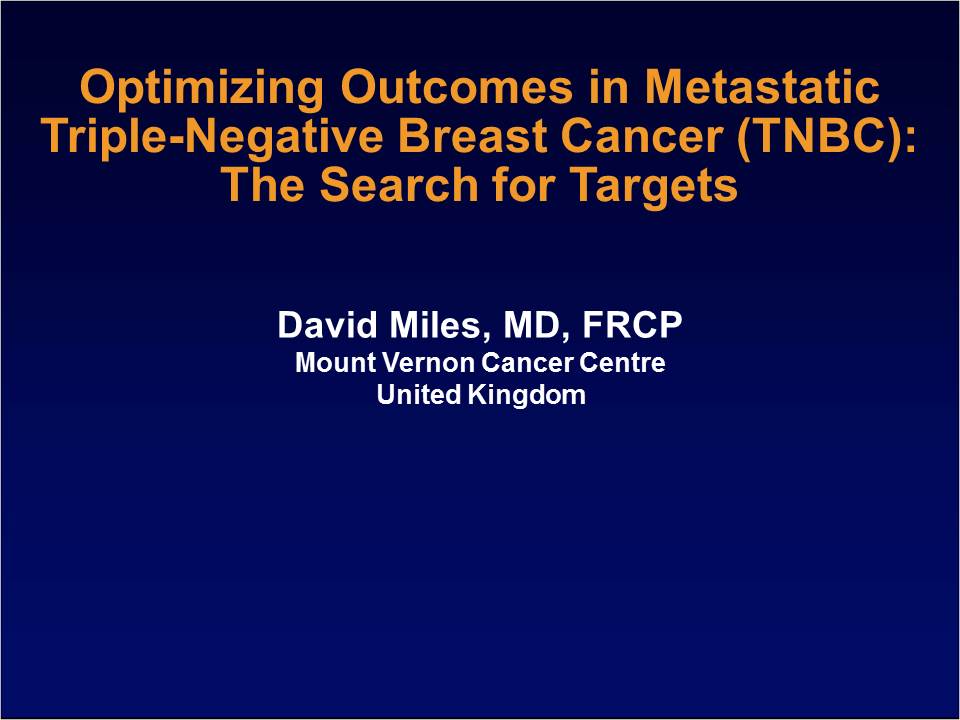 Optimizing Outcomes in Metastatic
Triple-Negative Breast Cancer (TNBC):
The Search for Targets
David Miles, MD, FRCP
Mount Vernon Cancer Centre
United Kingdom